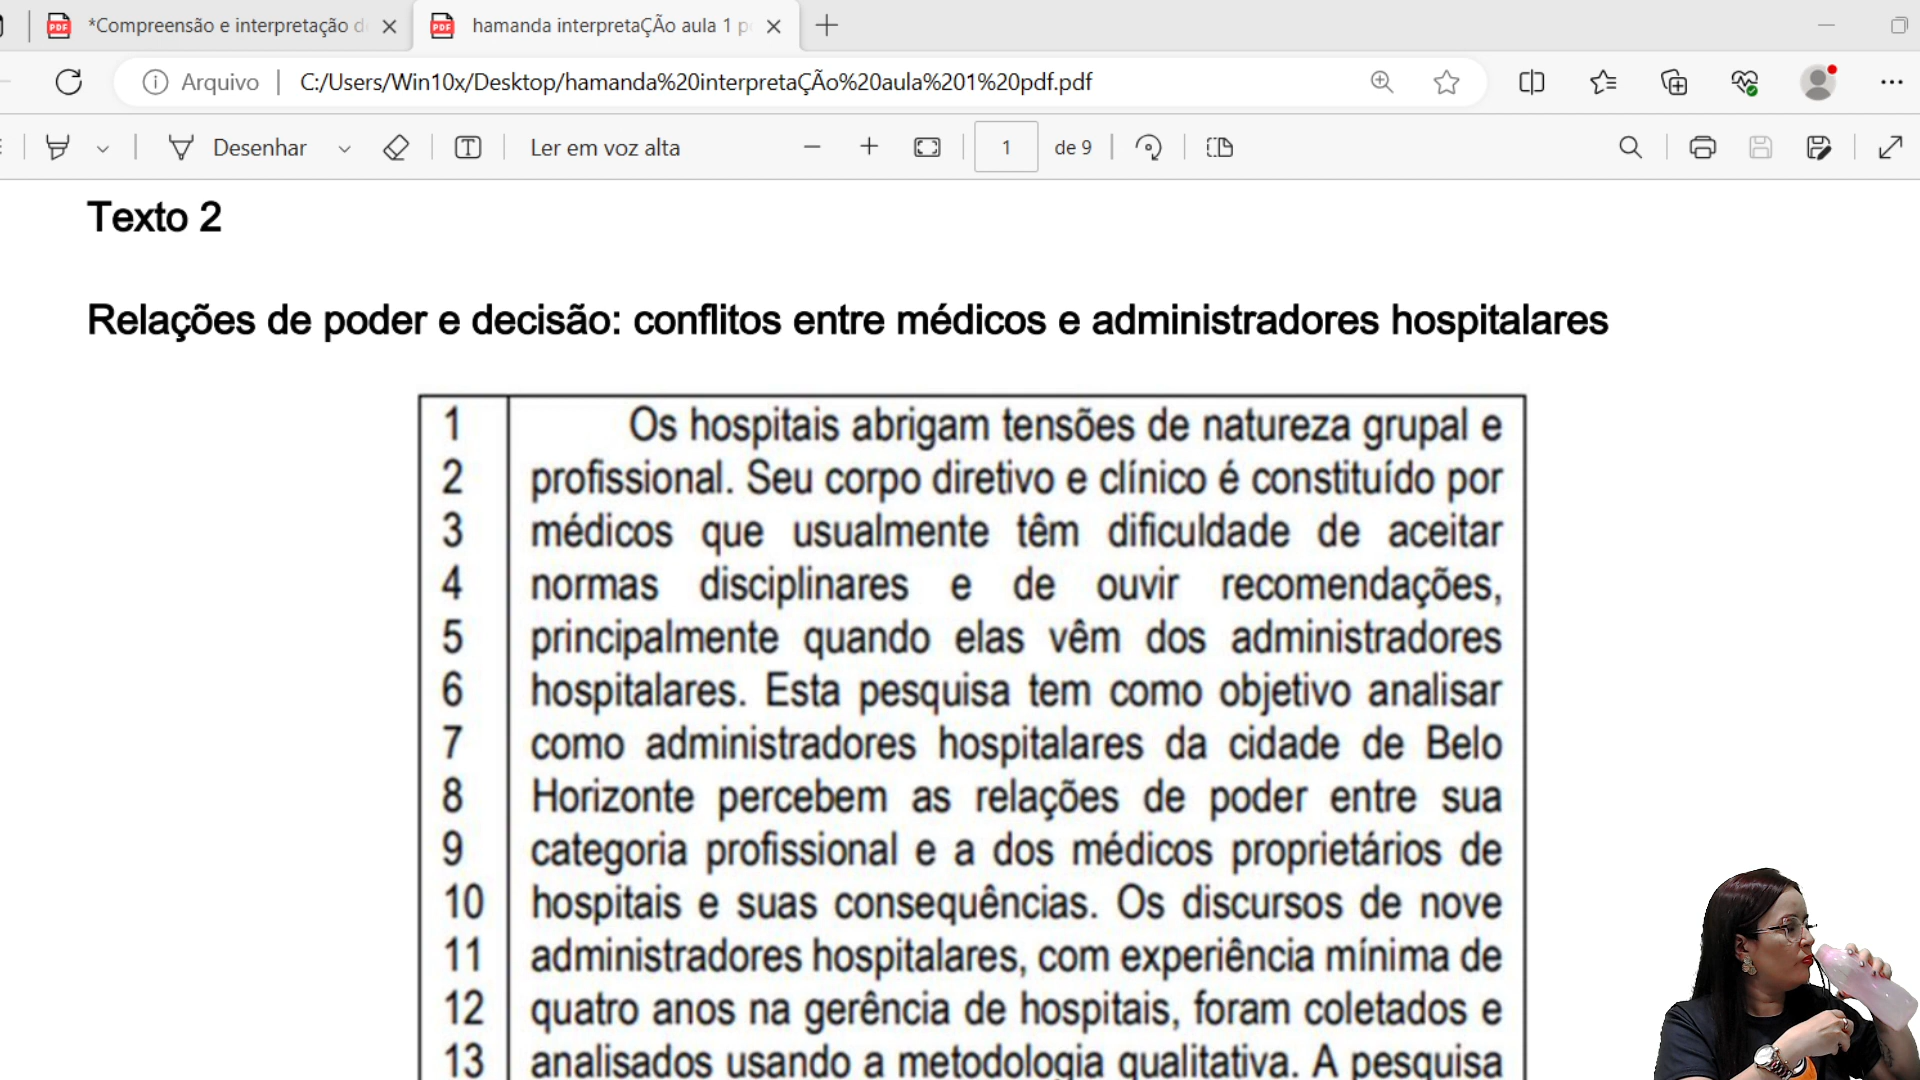 *Compreensão e interpretação d
hamanda interpretaÇÃo aula 1 p
Arquivo
C:/Users/Win10x/Desktop/hamanda%20interpretaÇÃo%20aula%201%20pdf.pdf
Desenhar
Ler em voz alta
1
de 9
Texto 2
Relações de poder e decisão: conflitos entre médicos e administradores hospitalares
1 Os hospitais abrigam tensões de natureza grupal e
2 profissional. Seu corpo diretivo e clínico é constituído por
3 médicos que usualmente têm dificuldade de aceitar
4 normas disciplinares e de ouvir recomendações,
5 principalmente quando elas vêm dos administradores
6 hospitalares. Esta pesquisa tem como objetivo analisar
7 como administradores hospitalares da cidade de Belo
8 Horizonte percebem as relações de poder entre sua
9 categoria profissional e a dos médicos proprietários de
10 hospitais e suas consequências. Os discursos de nove
11 administradores hospitalares, com experiência mínima de
12 quatro anos na gerência de hospitais, foram coletados e
13 analisados usando a metodologia qualitativa. A pesquisa